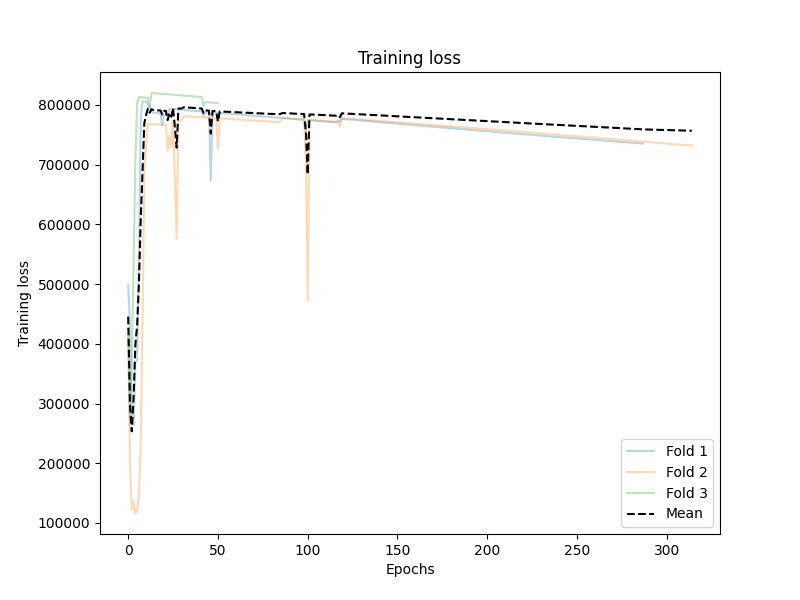 Training loss
800000
700000
600000
500000
400000
300000
200000
100000
Training loss
0
50
100
150
200
250
300
Epochs
Fold 1
Fold 2
Fold 3
Mean